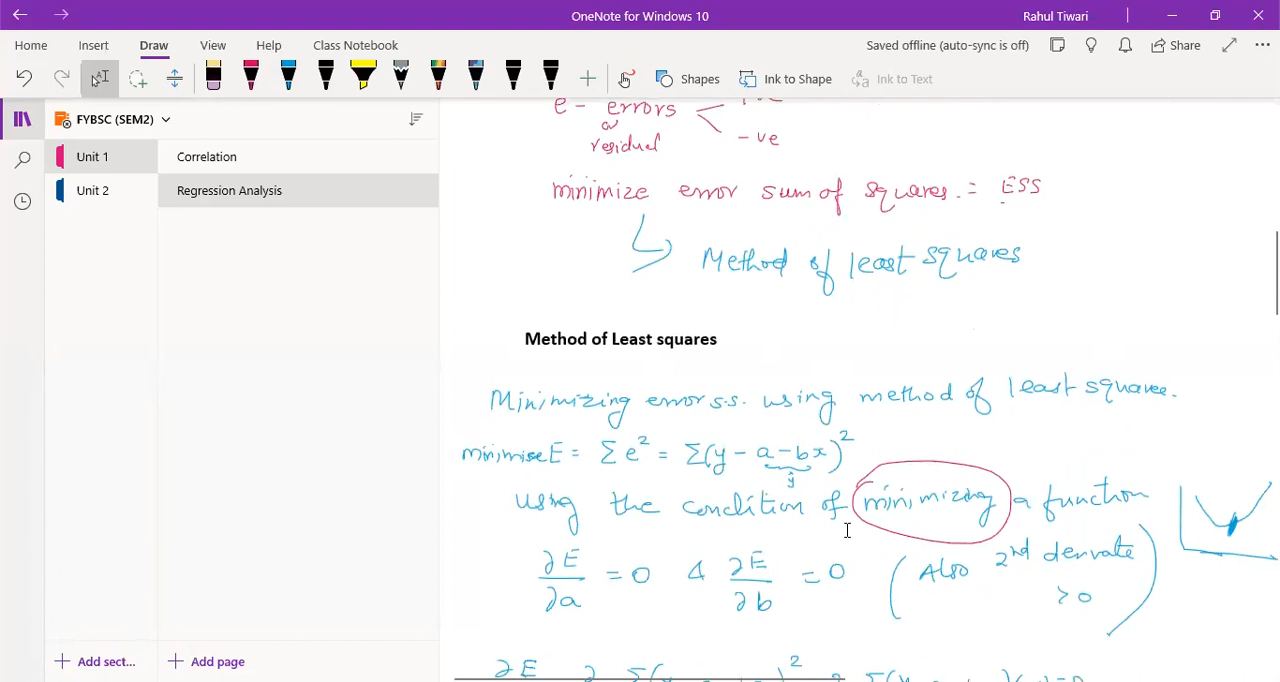 OneNote for Windows 10
Rahul Tiwari
Home Insert Draw View Help Class Notebook
Saved offline (auto-sync is off)
Share
Shapes
Ink to Shape
Ink to Text
FYBSC (SEM2)
Unit 1
Correlation
Unit 2
Regression Analysis
e - errors
or
residual
- ve
minimize error sum of squares. = ESS
Method of least squares
Method of Least squares
Minimizing error s.s. using method of least squares.
minimise E = Σe² = Σ(y - a - bx)²
ŷ
using the condition of minimizing a function
∂E/∂a = 0 & ∂E/∂b = 0 (Also 2nd derivate > 0)
Add sect...
Add page